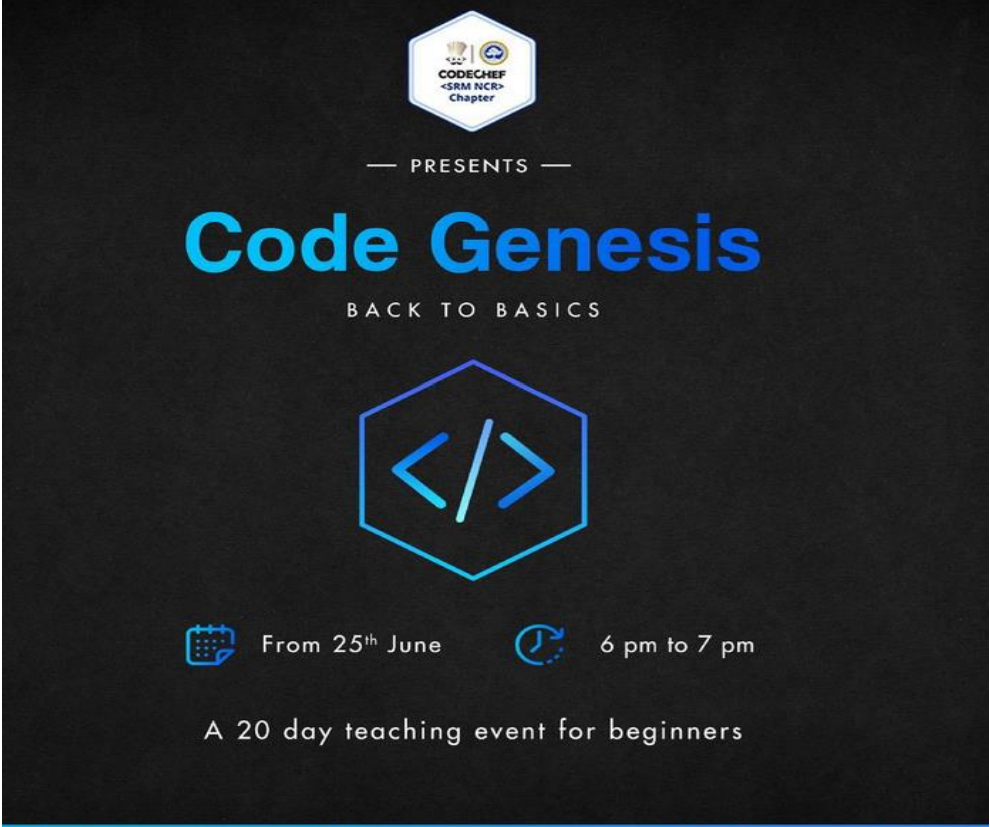 CODECHEF
<SRM NCR>
Chapter
— PRESENTS —
Code Genesis
BACK TO BASICS
</>
From 25th June
6 pm to 7 pm
A 20 day teaching event for beginners